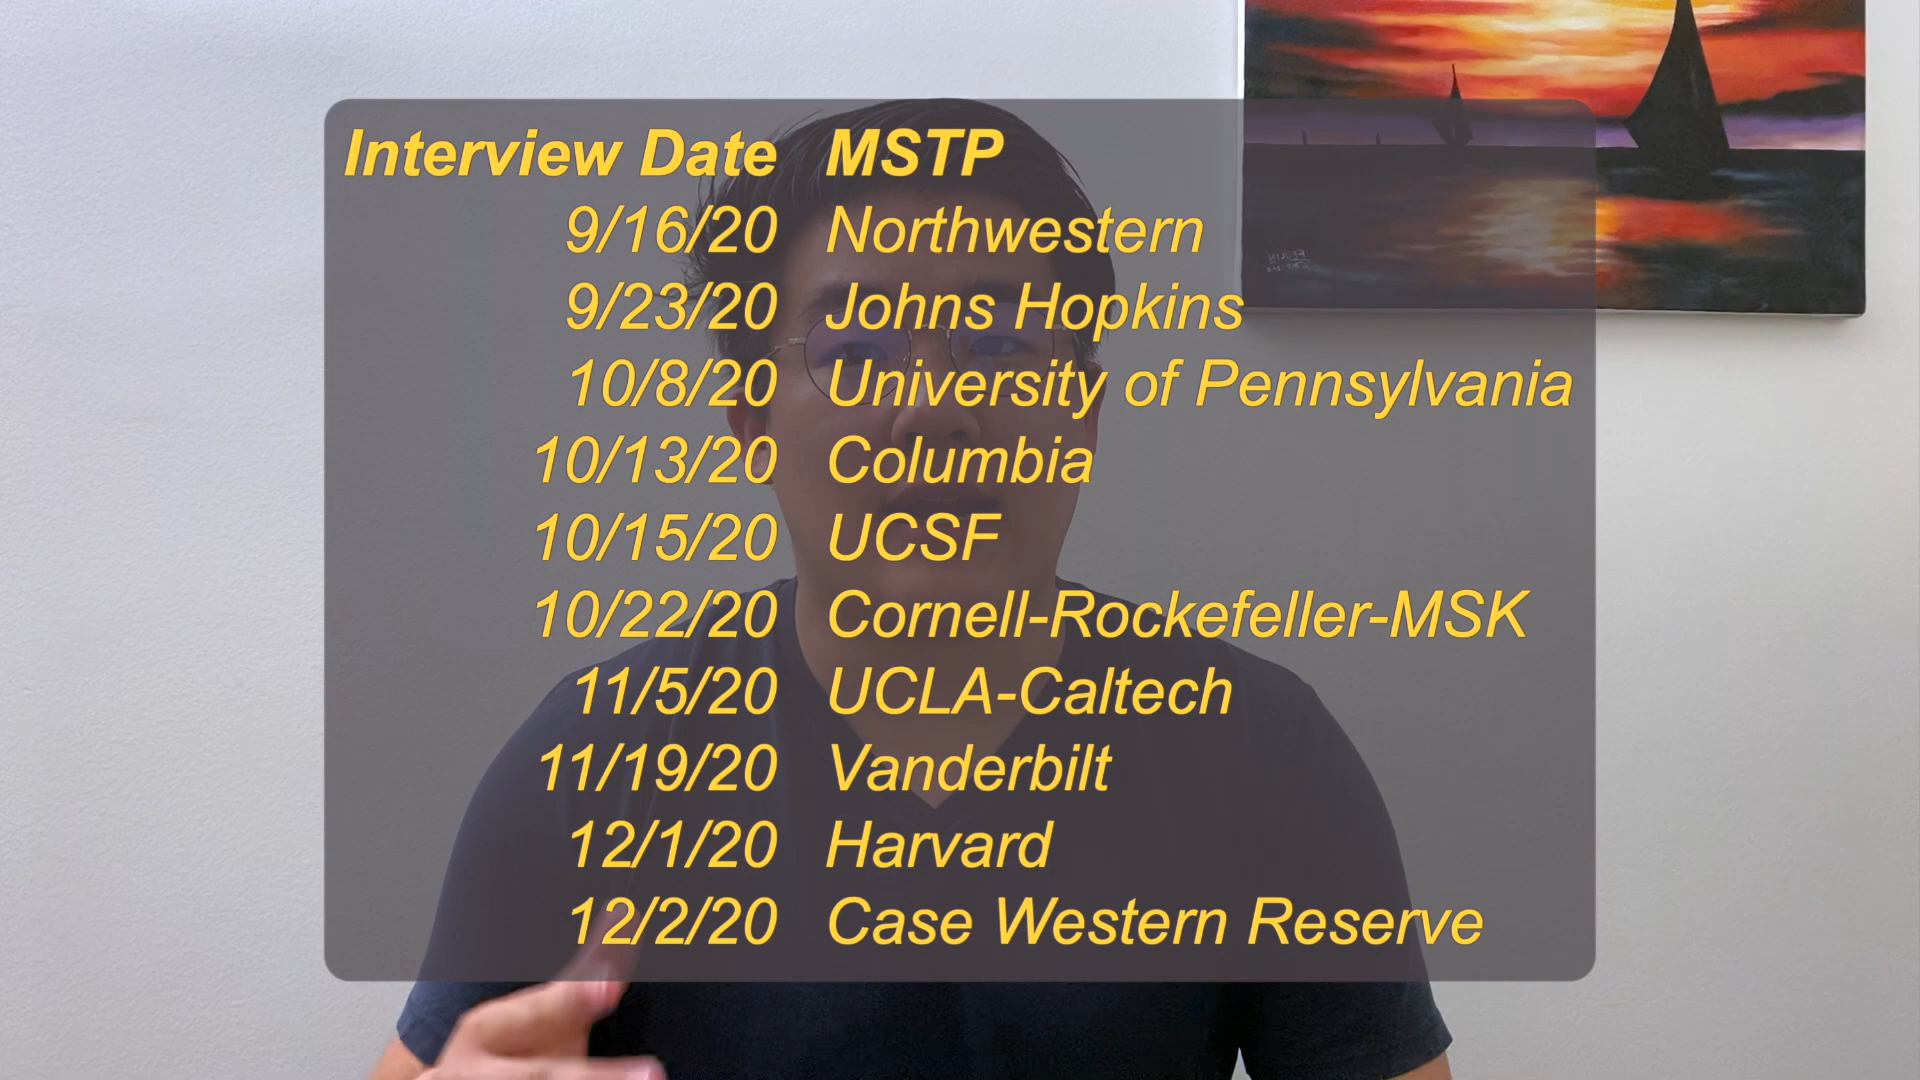 Interview Date MSTP
9/16/20 Northwestern
9/23/20 Johns Hopkins
10/8/20 University of Pennsylvania
10/13/20 Columbia
10/15/20 UCSF
10/22/20 Cornell-Rockefeller-MSK
11/5/20 UCLA-Caltech
11/19/20 Vanderbilt
12/1/20 Harvard
12/2/20 Case Western Reserve